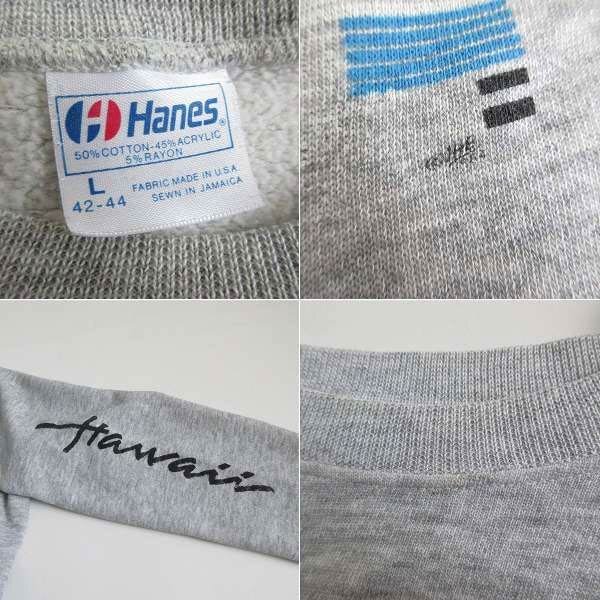 Hanes®
50% COTTON-45% ACRYLIC
5% RAYON
L
42-44
FABRIC MADE IN U.S.A.
SEWN IN JAMAICA
Hawaii